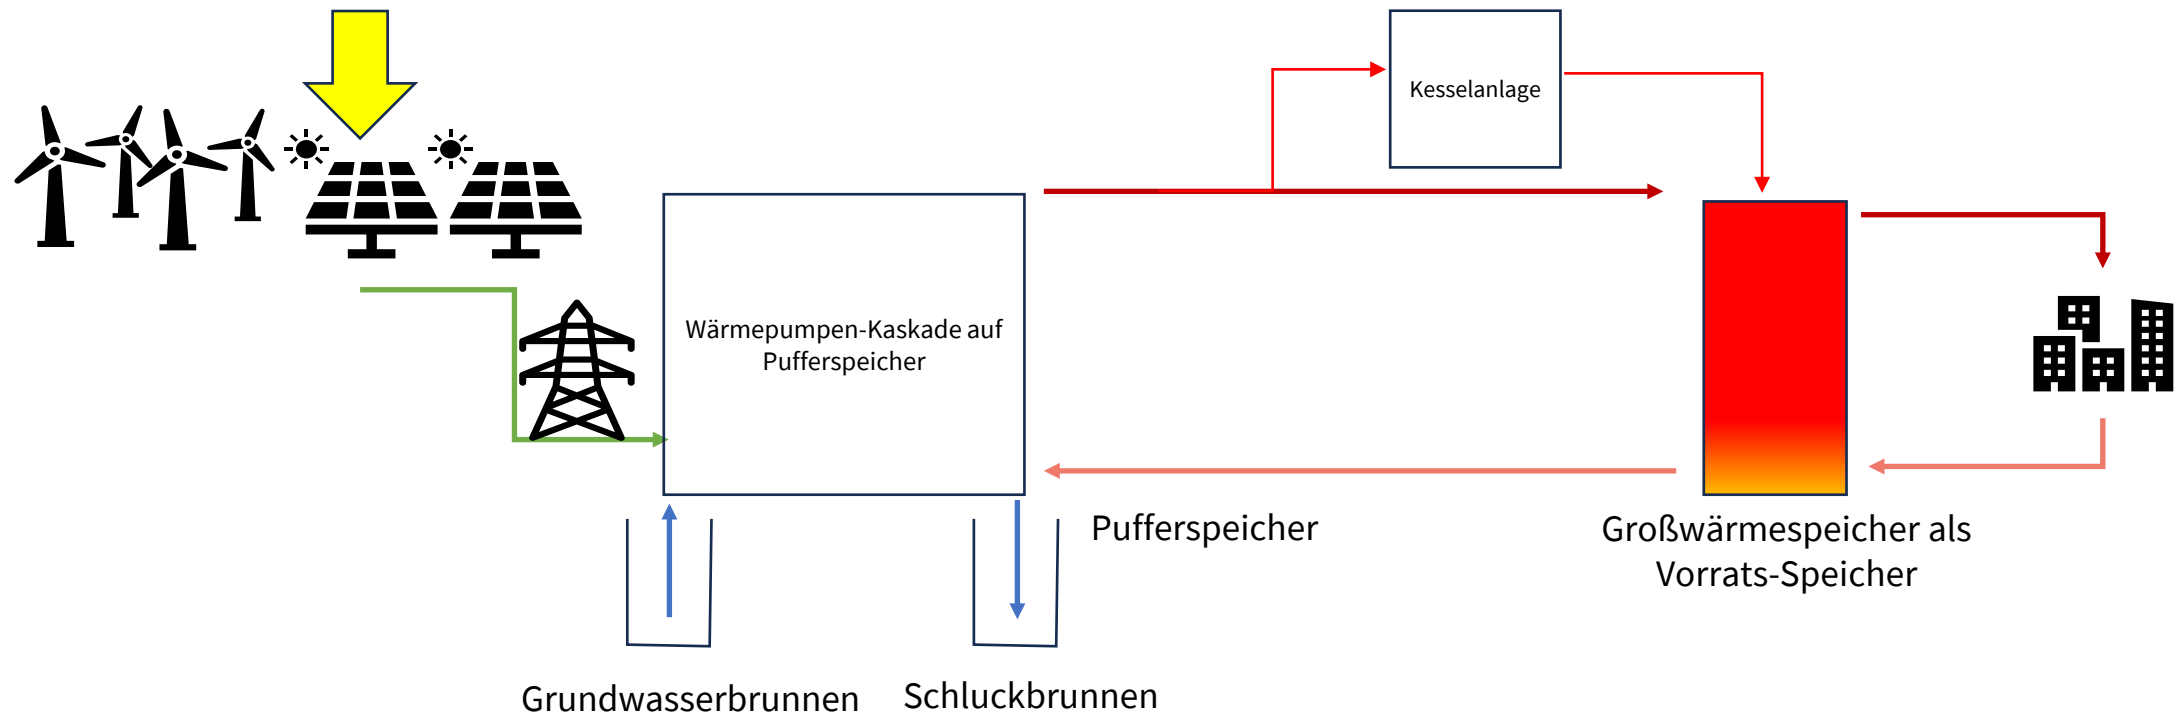 Kesselanlage
Wärmepumpen-Kaskade auf
Pufferspeicher
Pufferspeicher
Großwärmespeicher als
Vorrats-Speicher
Grundwasserbrunnen
Schluckbrunnen